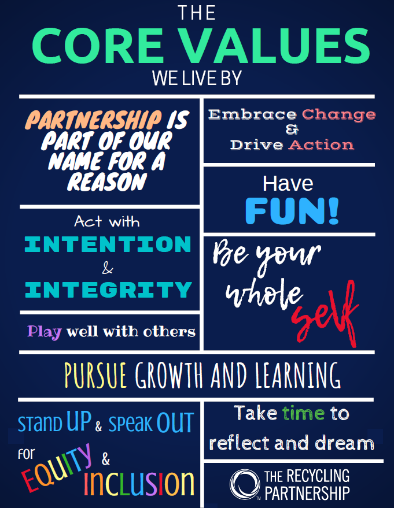 THE
CORE VALUES
WE LIVE BY
PARTNERSHIP IS
PART OF OUR
NAME FOR A
REASON
Embrace Change
&
Drive Action
Have
FUN!
Act with
INTENTION
&
INTEGRITY
Be your
whole
self
Play well with others
PURSUE GROWTH AND LEARNING
STAND UP & SPEAK OUT
FOR
EQUITY &
INCLUSION
Take time to
reflect and dream
THE RECYCLING
PARTNERSHIP